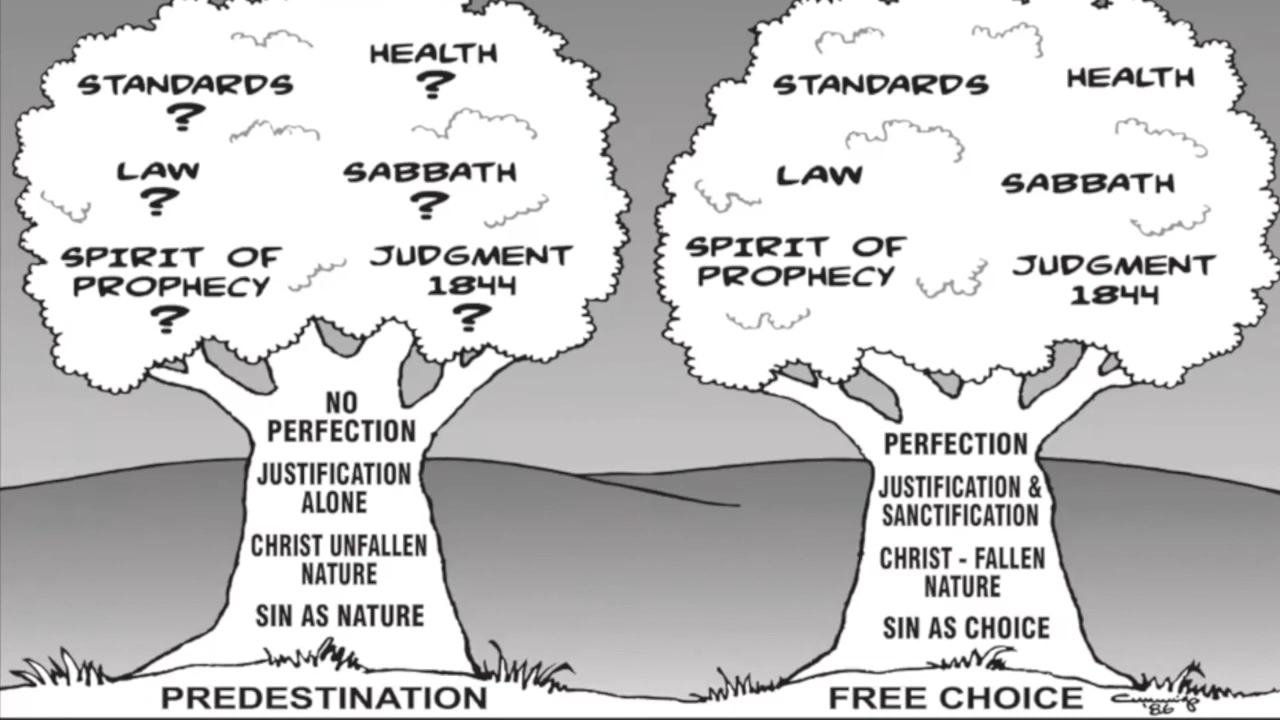 HEALTH
?
STANDARDS
?
LAW
?
SABBATH
?
SPIRIT OF
PROPHECY
?
JUDGMENT
1844
?
NO
PERFECTION
JUSTIFICATION
ALONE
CHRIST UNFALLEN
NATURE
SIN AS NATURE
PREDESTINATION
STANDARDS
HEALTH
LAW
SABBATH
SPIRIT OF
PROPHECY
JUDGMENT
1844
PERFECTION
JUSTIFICATION &
SANCTIFICATION
CHRIST - FALLEN
NATURE
SIN AS CHOICE
FREE CHOICE
'86